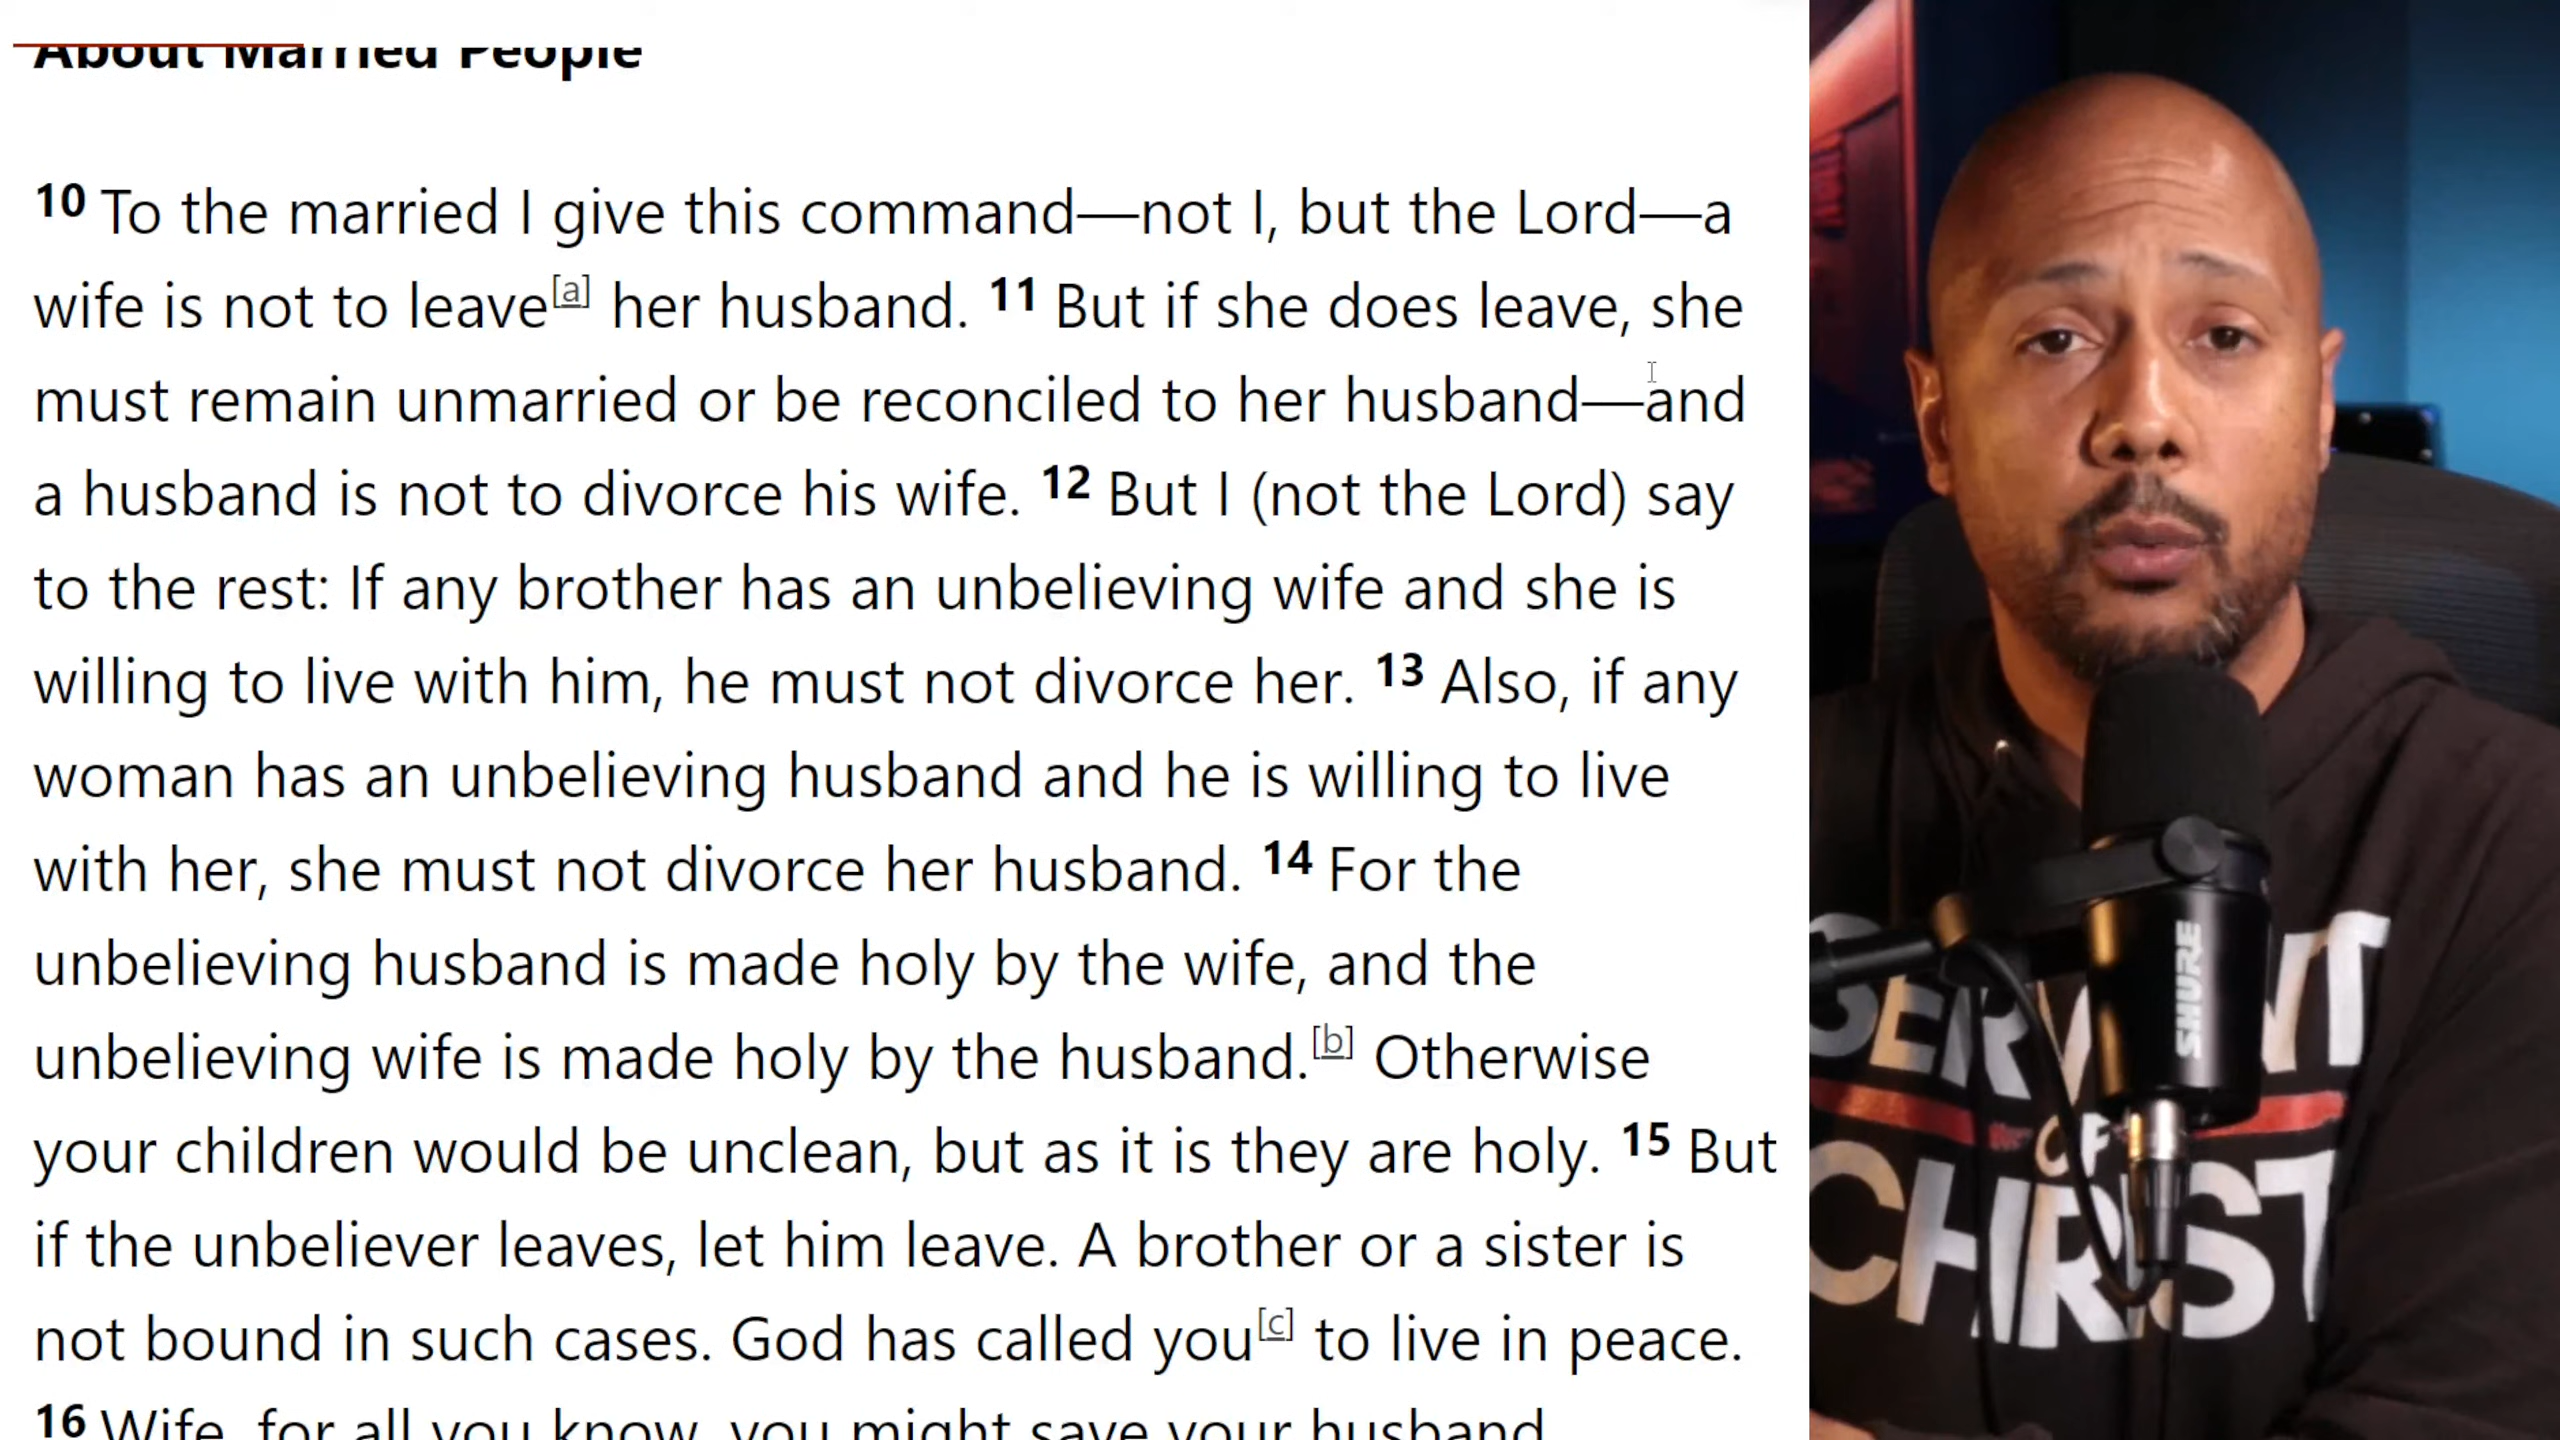 About Married People
10 To the married I give this command—not I, but the Lord—a
wife is not to leave[a] her husband. 11 But if she does leave, she
must remain unmarried or be reconciled to her husband—and
a husband is not to divorce his wife. 12 But I (not the Lord) say
to the rest: If any brother has an unbelieving wife and she is
willing to live with him, he must not divorce her. 13 Also, if any
woman has an unbelieving husband and he is willing to live
with her, she must not divorce her husband. 14 For the
unbelieving husband is made holy by the wife, and the
unbelieving wife is made holy by the husband.[b] Otherwise
your children would be unclean, but as it is they are holy. 15 But
if the unbeliever leaves, let him leave. A brother or a sister is
not bound in such cases. God has called you[c] to live in peace.
16 Wife, for all you know, you might save your husband.
SHURE
OF
CHRIST